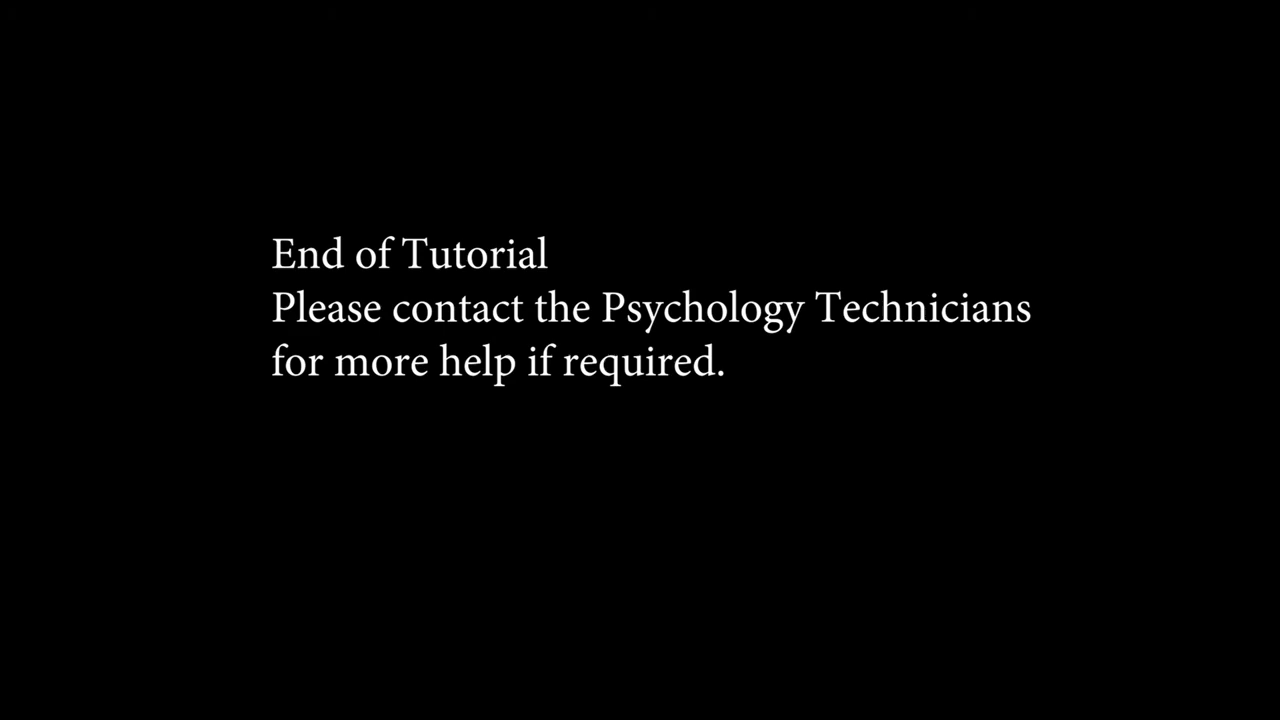 End of Tutorial
Please contact the Psychology Technicians
for more help if required.